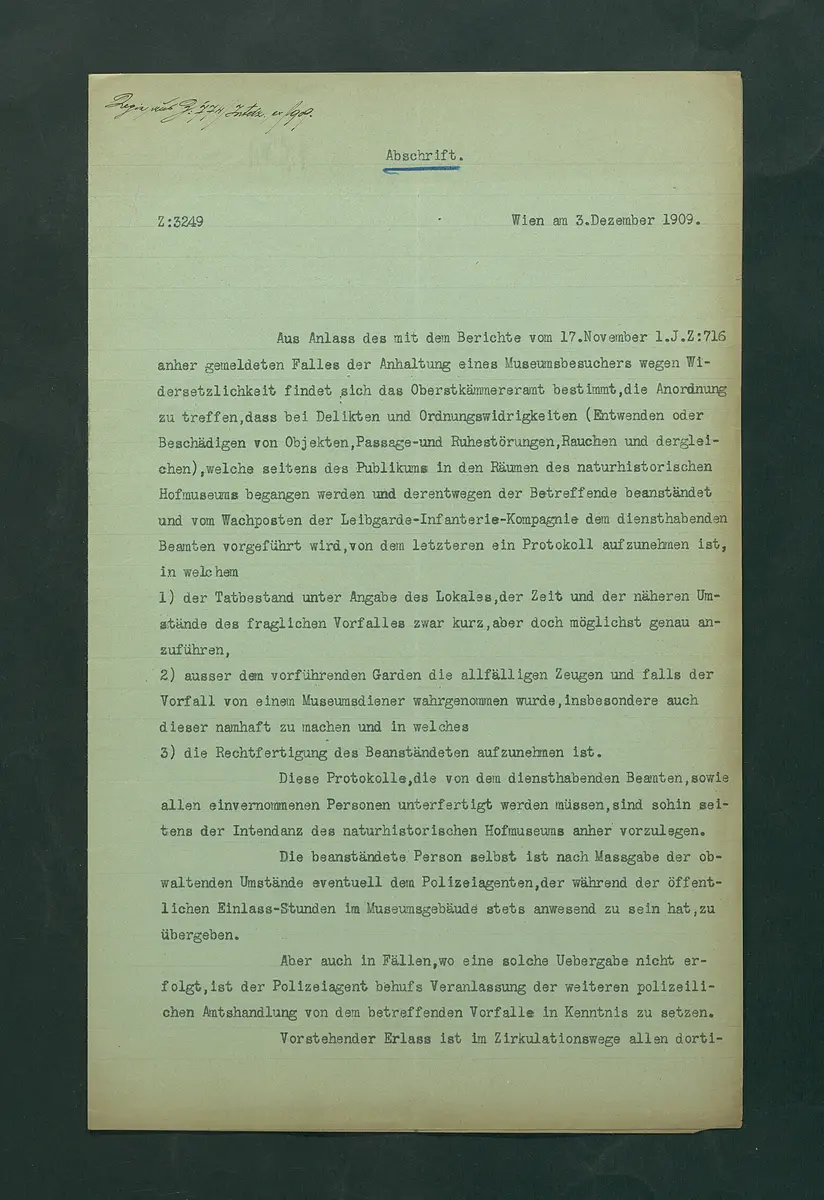 aus Z: 774 Intdz. ex 1909.
Abschrift.
Z:3249
Wien am 3.Dezember 1909.
Aus Anlass des mit dem Berichte vom 17.November l.J.Z:716
anher gemeldeten Falles der Anhaltung eines Museumsbesuchers wegen Wi-
dersetzlichkeit findet sich das Oberstkämmereramt bestimmt,die Anordnung
zu treffen,dass bei Delikten und Ordnungswidrigkeiten (Entwenden oder
Beschädigen von Objekten,Passage-und Ruhestörungen,Rauchen und derglei-
chen),welche seitens des Publikums in den Räumen des naturhistorischen
Hofmuseums begangen werden und derentwegen der Betreffende beanständet
und vom Wachposten der Leibgarde-Infanterie-Kompagnie dem diensthabenden
Beamten vorgeführt wird,von dem letzteren ein Protokoll aufzunehmen ist,
in welchem
1) der Tatbestand unter Angabe des Lokales,der Zeit und der näheren Um-
stände des fraglichen Vorfalles zwar kurz,aber doch möglichst genau an-
zuführen,
2) ausser dem vorführenden Garden die allfälligen Zeugen und falls der
Vorfall von einem Museumsdiener wahrgenommen wurde,insbesondere auch
dieser namhaft zu machen und in welches
3) die Rechtfertigung des Beanständeten aufzunehmen ist.
Diese Protokolle,die von dem diensthabenden Beamten,sowie
allen einvernommenen Personen unterfertigt werden müssen,sind sohin sei-
tens der Intendanz des naturhistorischen Hofmuseums anher vorzulegen.
Die beanständete Person selbst ist nach Massgabe der ob-
waltenden Umstände eventuell dem Polizeiagenten,der während der öffent-
lichen Einlass-Stunden im Museumsgebäude stets anwesend zu sein hat,zu
übergeben.
Aber auch in Fällen,wo eine solche Uebergabe nicht er-
folgt,ist der Polizeiagent behufs Veranlassung der weiteren polizeili-
chen Amtshandlung von dem betreffenden Vorfalle in Kenntnis zu setzen.
Vorstehender Erlass ist im Zirkulationswege allen dorti-